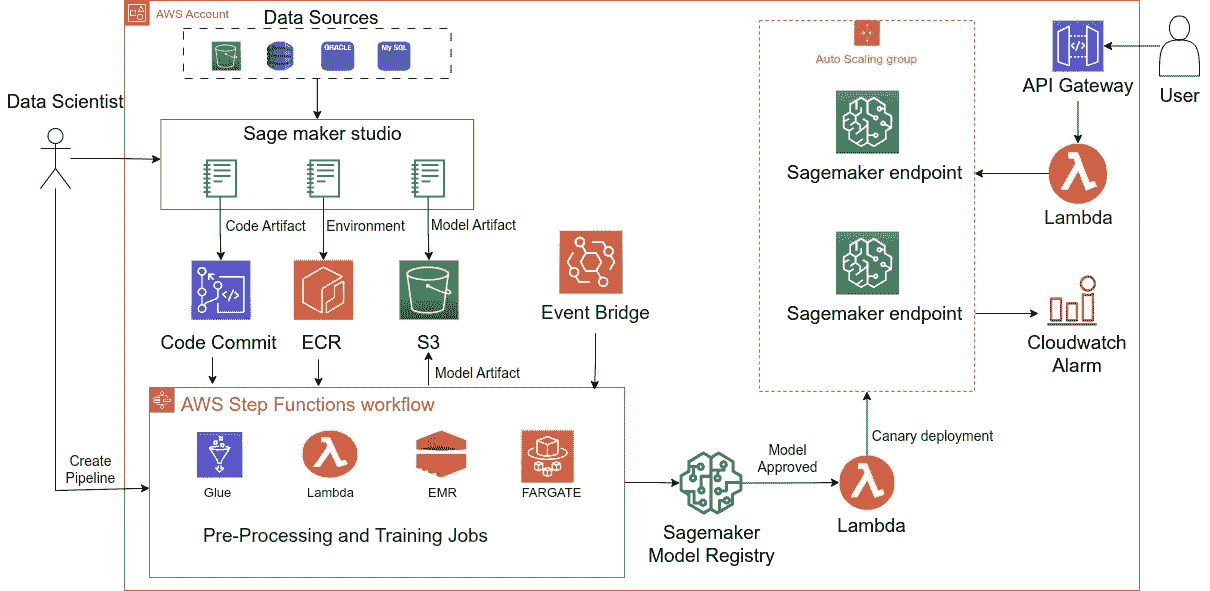 AWS Account
Data Sources
ORACLE
My SQL
Data Scientist
Sage maker studio
Code Artifact
Environment
Model Artifact
Code Commit
ECR
S3
Event Bridge
Model Artifact
AWS Step Functions workflow
Create
Pipeline
Glue
Lambda
EMR
FARGATE
Pre-Processing and Training Jobs
Sagemaker
Model Registry
Model
Approved
Lambda
Canary deployment
Auto Scaling group
Sagemaker endpoint
Sagemaker endpoint
API Gateway
User
Lambda
Cloudwatch
Alarm